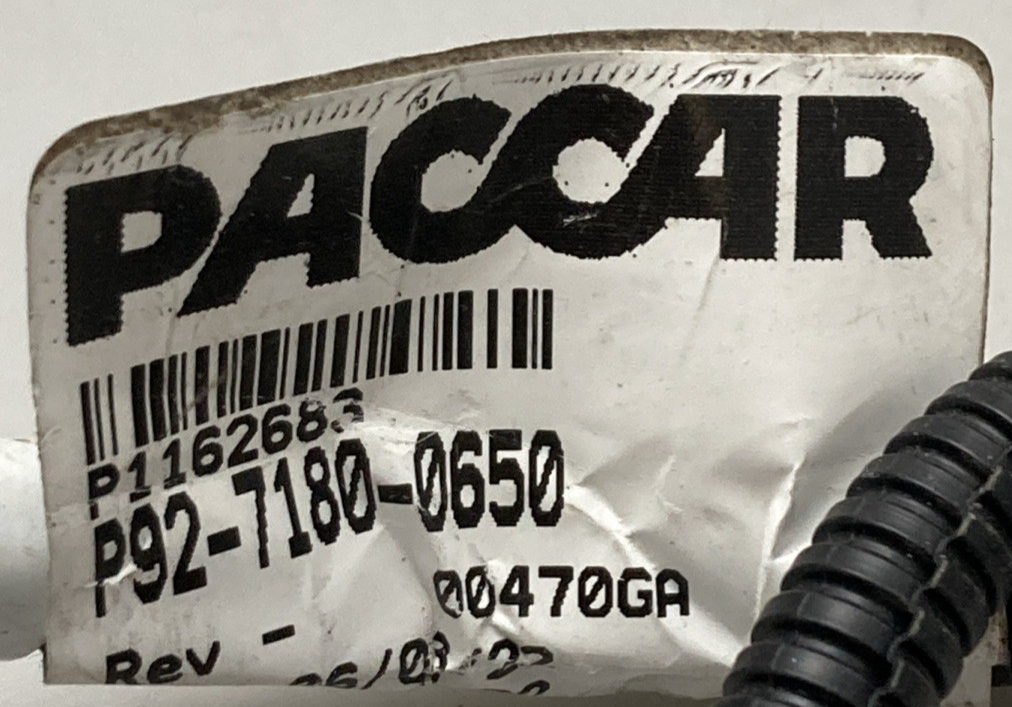 PACCAR
P1162683
P92-7180-0650
00470GA
Rev -